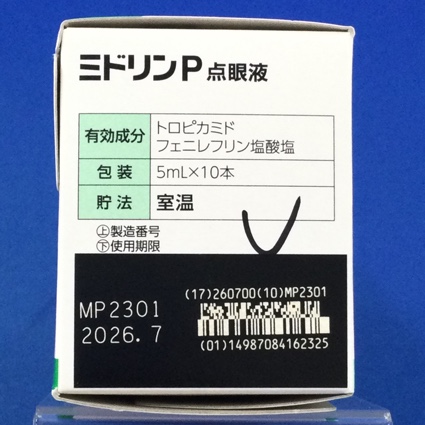 ミドリンP点眼液
有効成分 トロピカミド
フェニレフリン塩酸塩
包装 5mL×10本
貯法 室温
㊤製造番号
㊦使用期限
(17)260700(10)MP2301
MP2301
2026.7
(01)14987084162325